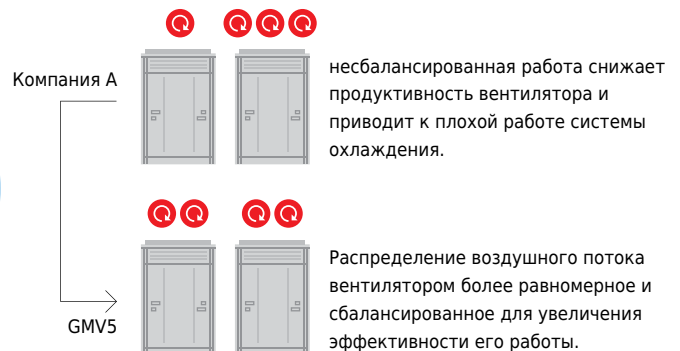 Компания А
несбалансированная работа снижает
продуктивность вентилятора и
приводит к плохой работе системы
охлаждения.
GMV5
Распределение воздушного потока
вентилятором более равномерное и
сбалансированное для увеличения
эффективности его работы.